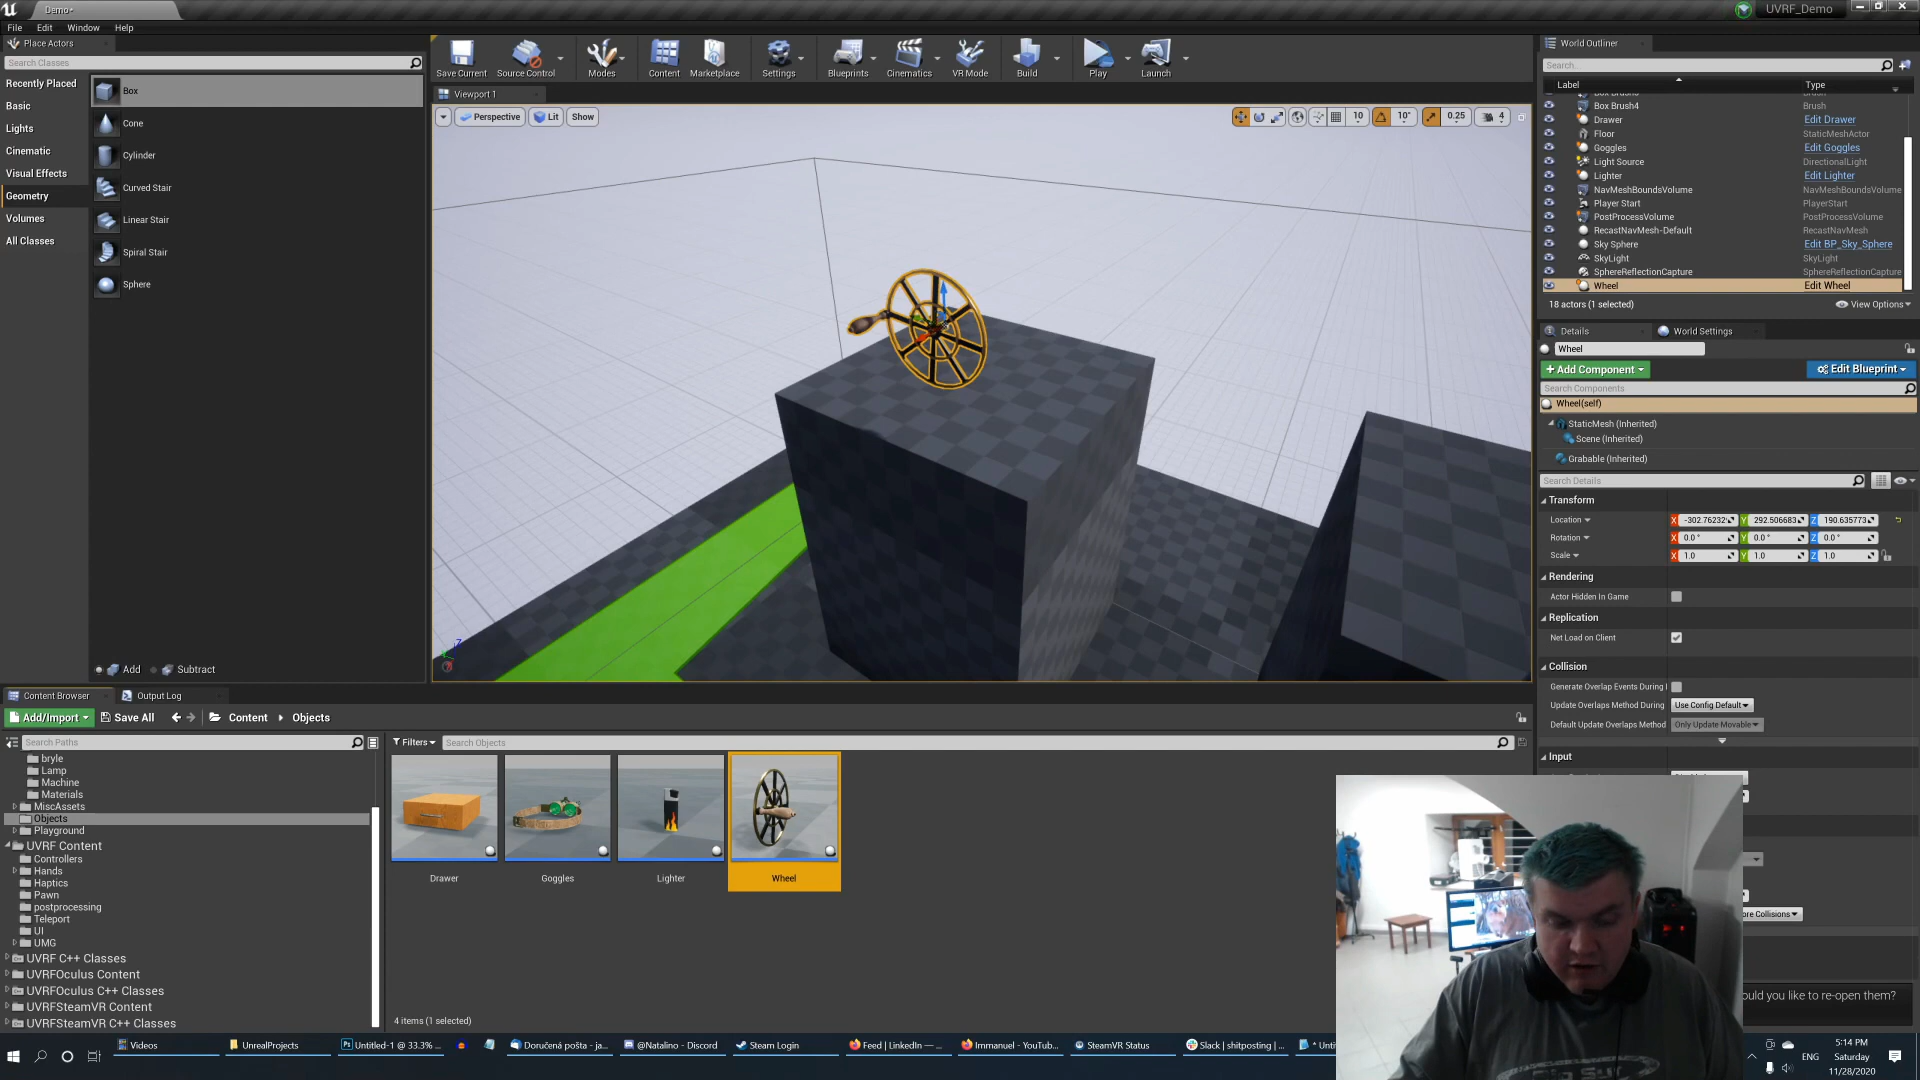 Demo•
UVRF_Demo
File Edit Window Help
Place Actors
Search Classes
Recently Placed
Basic
Lights
Cinematic
Visual Effects
Geometry
Volumes
All Classes
Box
Cone
Cylinder
Curved Stair
Linear Stair
Spiral Stair
Sphere
Add Subtract
Save Current Source Control Modes Content Marketplace Settings Blueprints Cinematics VR Mode Build Play Launch
Viewport 1
Perspective Lit Show
10 10° 0.25 4
World Outliner
Search...
Label Type
Box Brush4 Brush
Drawer Edit Drawer
Floor StaticMeshActor
Goggles Edit Goggles
Light Source DirectionalLight
Lighter Edit Lighter
NavMeshBoundsVolume NavMeshBoundsVolume
Player Start PlayerStart
PostProcessVolume PostProcessVolume
RecastNavMesh-Default RecastNavMesh
Sky Sphere Edit BP_Sky_Sphere
SkyLight SkyLight
SphereReflectionCapture SphereReflectionCapture
Wheel Edit Wheel
18 actors (1 selected) View Options
Details World Settings
Wheel
+ Add Component Edit Blueprint
Search Components
Wheel(self)
StaticMesh (Inherited)
Scene (Inherited)
Grabable (Inherited)
Search Details
Transform
Location X -302.76232 Y 292.506683 Z 190.635773
Rotation X 0.0 ° Y 0.0 ° Z 0.0 °
Scale X 1.0 Y 1.0 Z 1.0
Rendering
Actor Hidden In Game
Replication
Net Load on Client
Collision
Generate Overlap Events During
Update Overlaps Method During Use Config Default
Default Update Overlaps Method Only Update Movable
Input
ore Collisions
ould you like to re-open them?
Content Browser Output Log
Add/Import Save All Content Objects
Search Paths
Filters Search Objects
bryle
Lamp
Machine
Materials
MiscAssets
Objects
Playground
UVRF Content
Controllers
Hands
Haptics
Pawn
postprocessing
Teleport
UI
UMG
UVRF C++ Classes
UVRFOculus Content
UVRFOculus C++ Classes
UVRFSteamVR Content
UVRFSteamVR C++ Classes
Drawer Goggles Lighter Wheel
4 items (1 selected)
Videos UnrealProjects Untitled-1 @ 33.3% ... Doručená pošta - ja... @Natalino - Discord Steam Login Feed | LinkedIn — ... Immanuel - YouTub... SteamVR Status Slack | shitposting | ... * Unti
ENG
5:14 PM
Saturday
11/28/2020